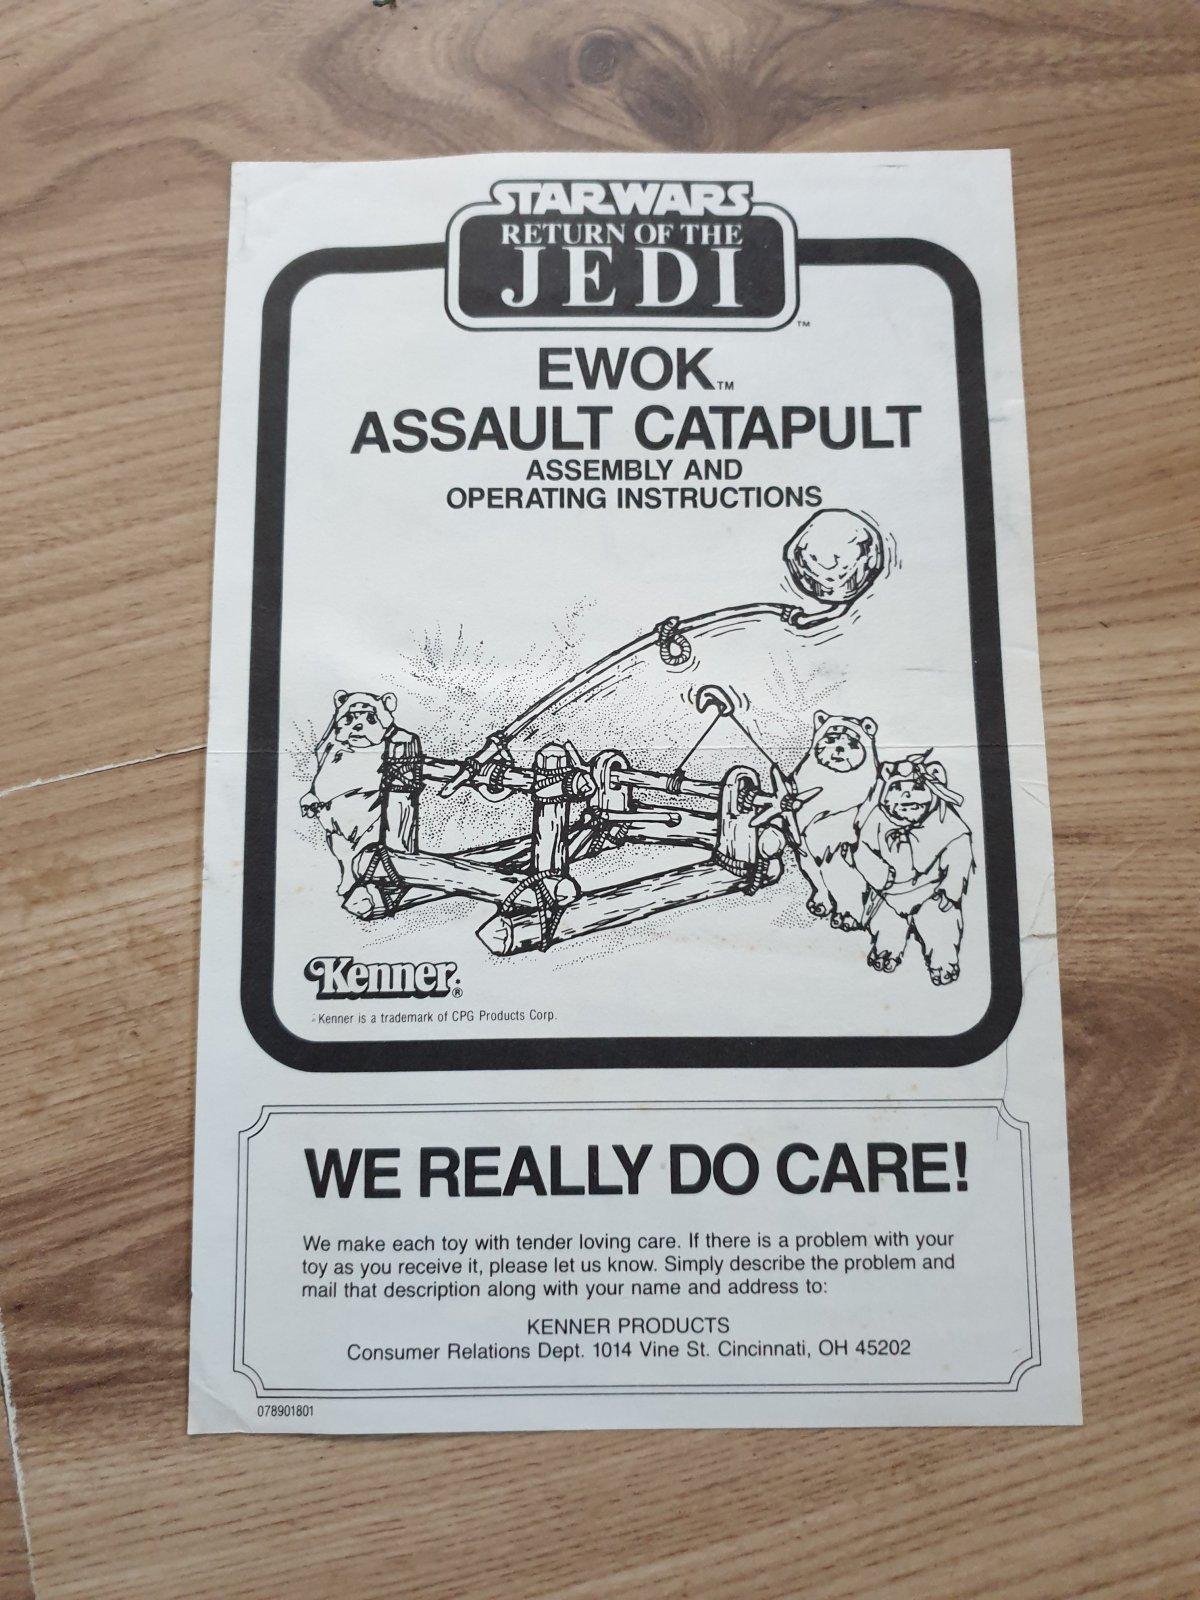 STAR WARS
RETURN OF THE
JEDI
™
EWOK™
ASSAULT CATAPULT
ASSEMBLY AND
OPERATING INSTRUCTIONS
Kenner®
Kenner is a trademark of CPG Products Corp.
WE REALLY DO CARE!
We make each toy with tender loving care. If there is a problem with your
toy as you receive it, please let us know. Simply describe the problem and
mail that description along with your name and address to:
KENNER PRODUCTS
Consumer Relations Dept. 1014 Vine St. Cincinnati, OH 45202
078901801